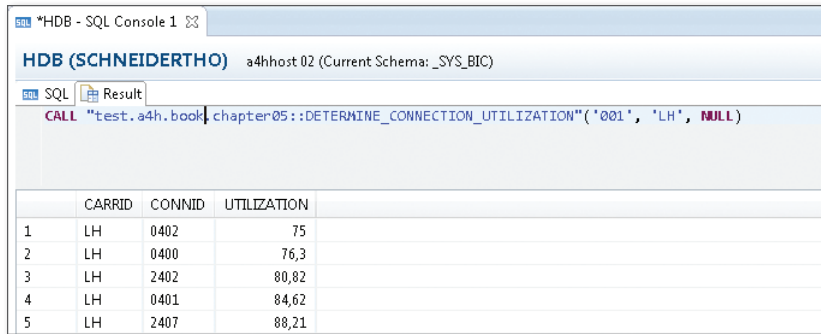 *HDB - SQL Console 1
HDB (SCHNEIDERTHO) a4hhost 02 (Current Schema: _SYS_BIC)
SQL Result
CALL "test.a4h.book.chapter05::DETERMINE_CONNECTION_UTILIZATION"('001', 'LH', NULL)
CARRID CONNID UTILIZATION
1 LH 0402 75
2 LH 0400 76,3
3 LH 2402 80,82
4 LH 0401 84,62
5 LH 2407 88,21